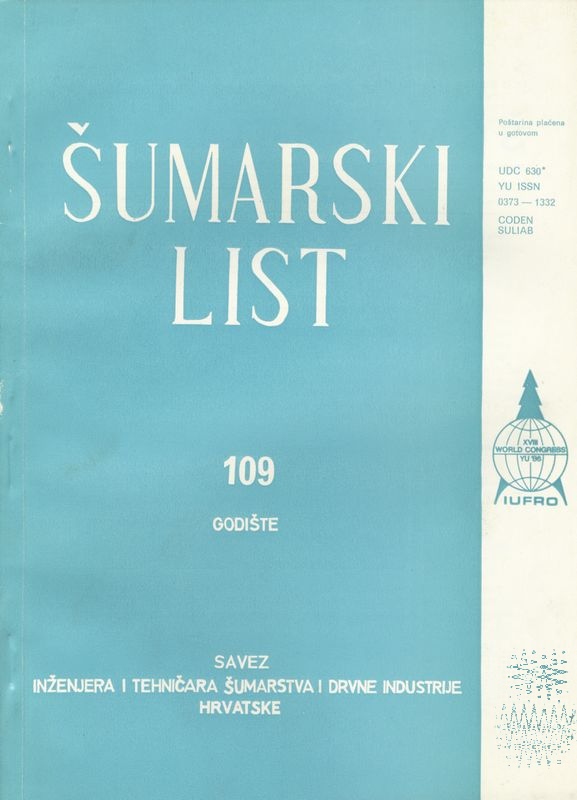 ŠUMARSKI
LIST
109
GODIŠTE
SAVEZ
INŽENJERA I TEHNIČARA ŠUMARSTVA I DRVNE INDUSTRIJE
HRVATSKE
Poštarina plaćena
u gotovom
UDC 630*
YU ISSN
0373 — 1332
CODEN
SULIAB
XVIII
WORLD CONGRESS
YU '86
IUFRO